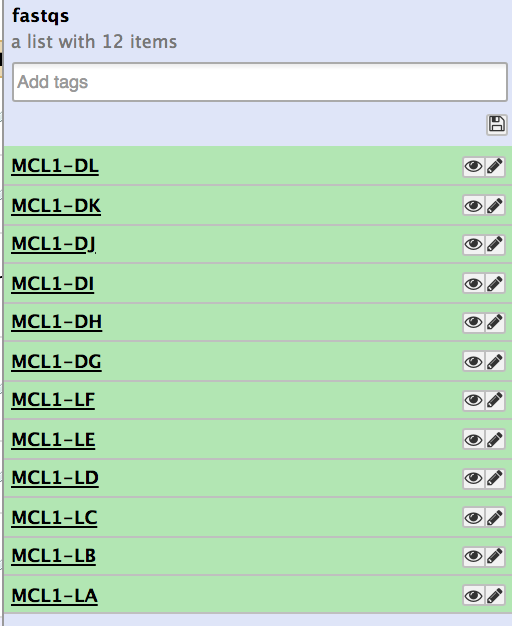 fastqs
a list with 12 items
Add tags
MCL1-DL
MCL1-DK
MCL1-DJ
MCL1-DI
MCL1-DH
MCL1-DG
MCL1-LF
MCL1-LE
MCL1-LD
MCL1-LC
MCL1-LB
MCL1-LA